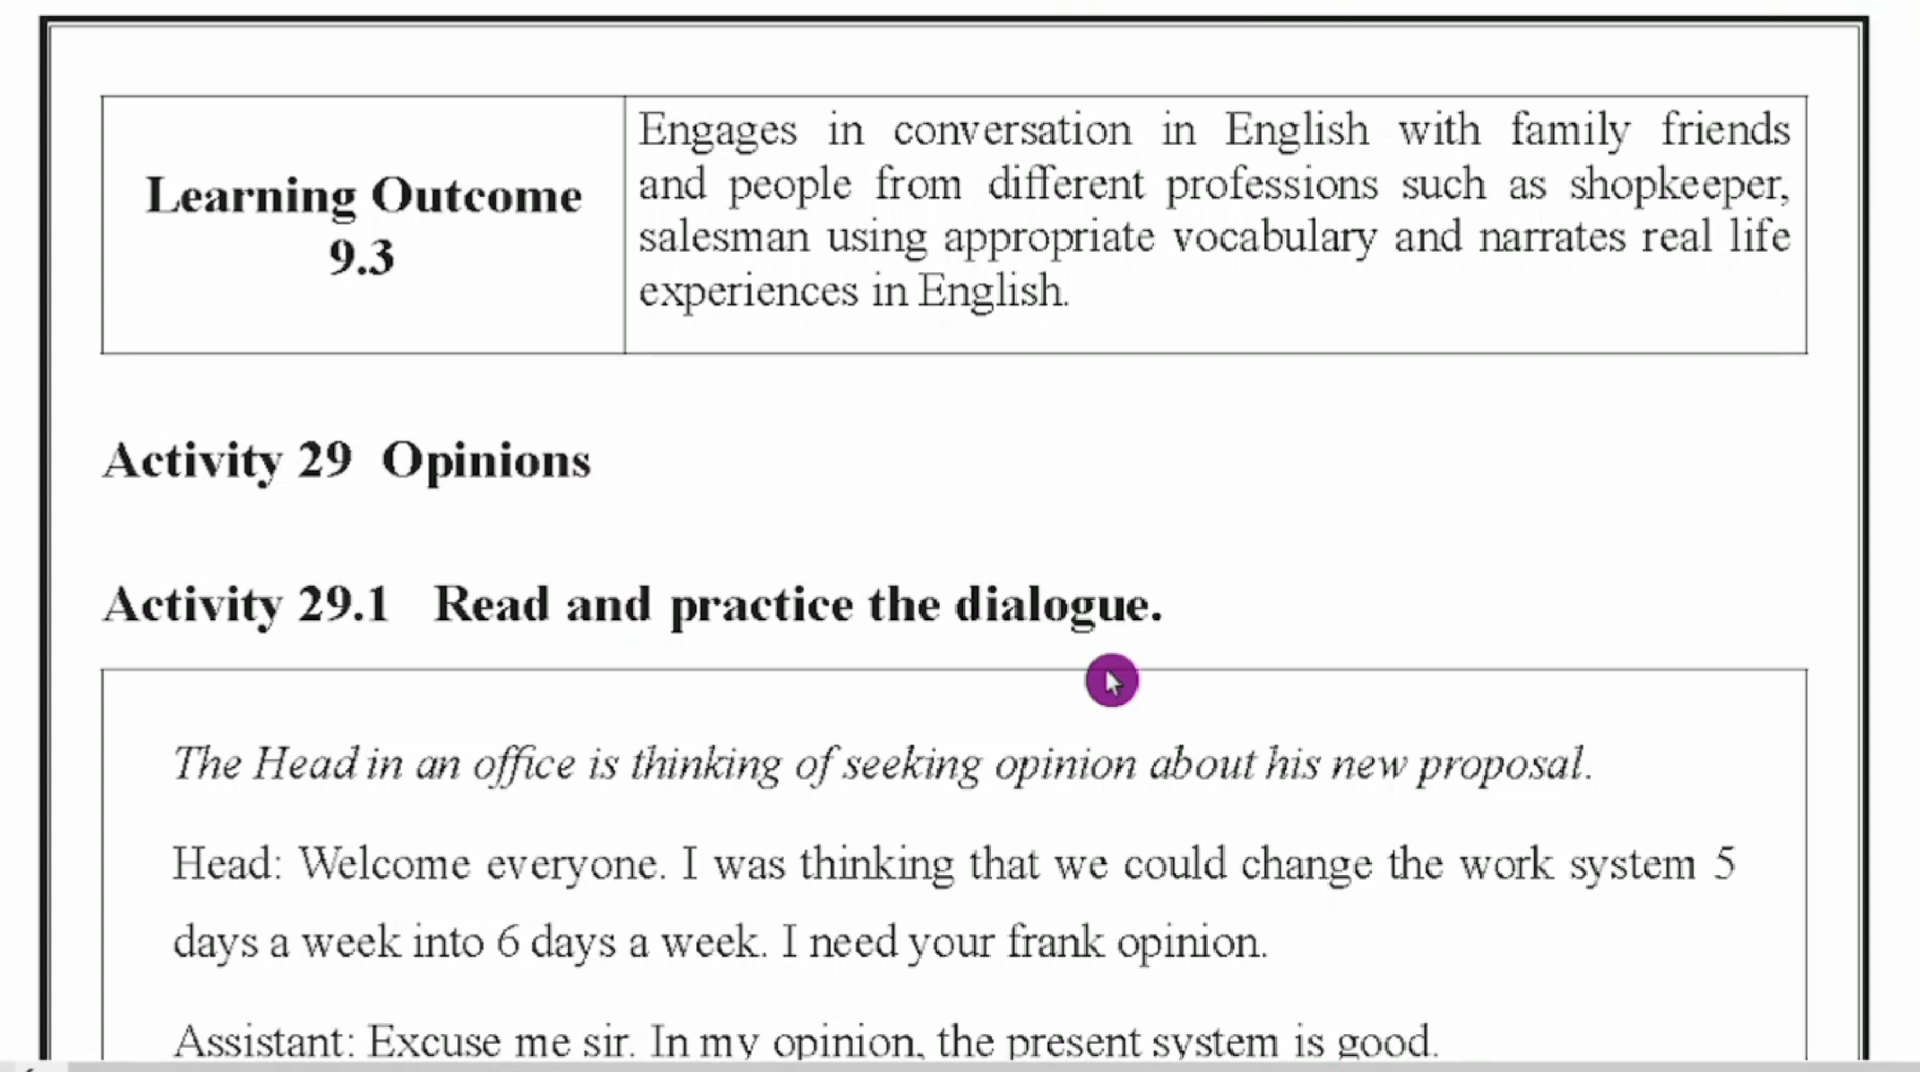 Learning Outcome
9.3
Engages in conversation in English with family friends
and people from different professions such as shopkeeper,
salesman using appropriate vocabulary and narrates real life
experiences in English.
Activity 29 Opinions
Activity 29.1 Read and practice the dialogue.
The Head in an office is thinking of seeking opinion about his new proposal.
Head: Welcome everyone. I was thinking that we could change the work system 5
days a week into 6 days a week. I need your frank opinion.
Assistant: Excuse me sir. In my opinion, the present system is good.